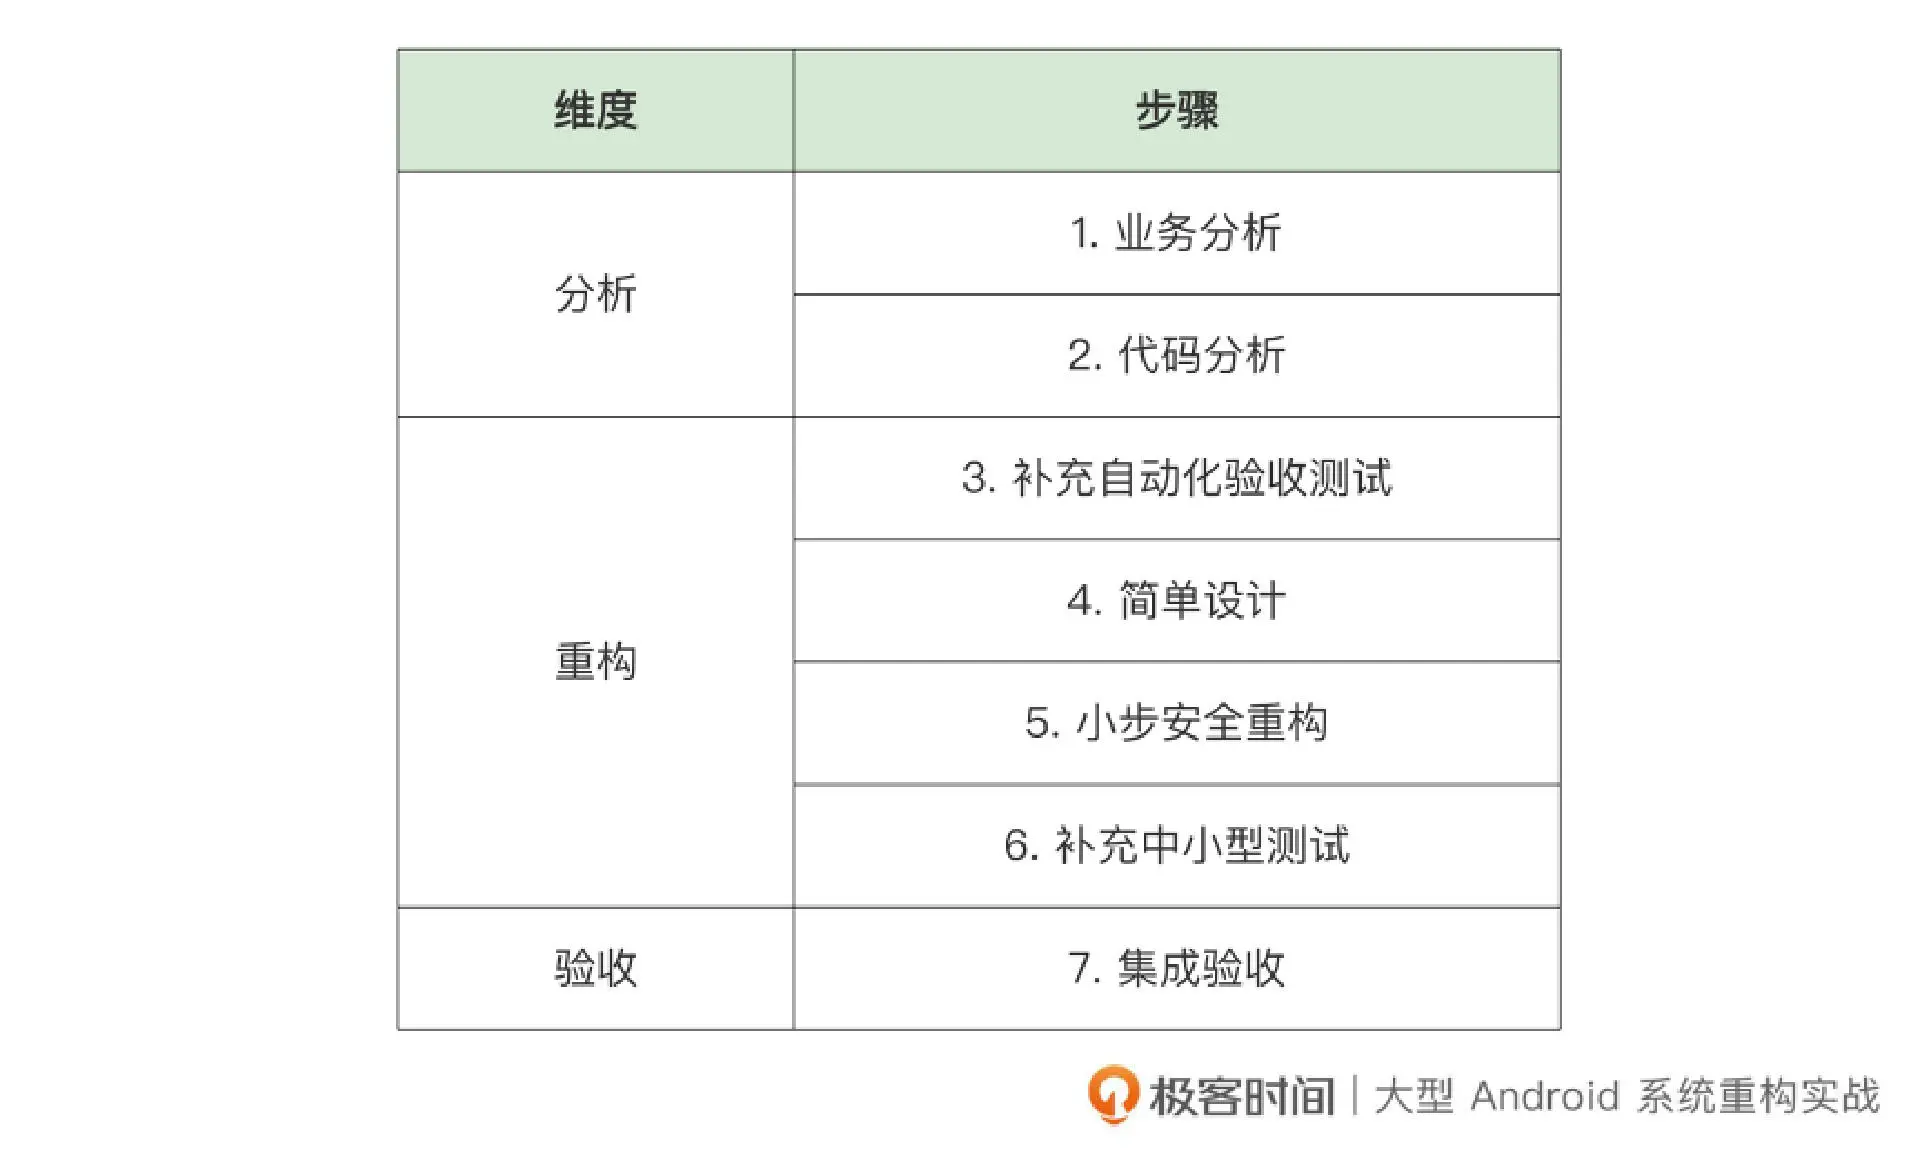 维度 步骤
分析
1. 业务分析
2. 代码分析
重构
3. 补充自动化验收测试
4. 简单设计
5. 小步安全重构
6. 补充中小型测试
验收
7. 集成验收
极客时间 | 大型 Android 系统重构实战